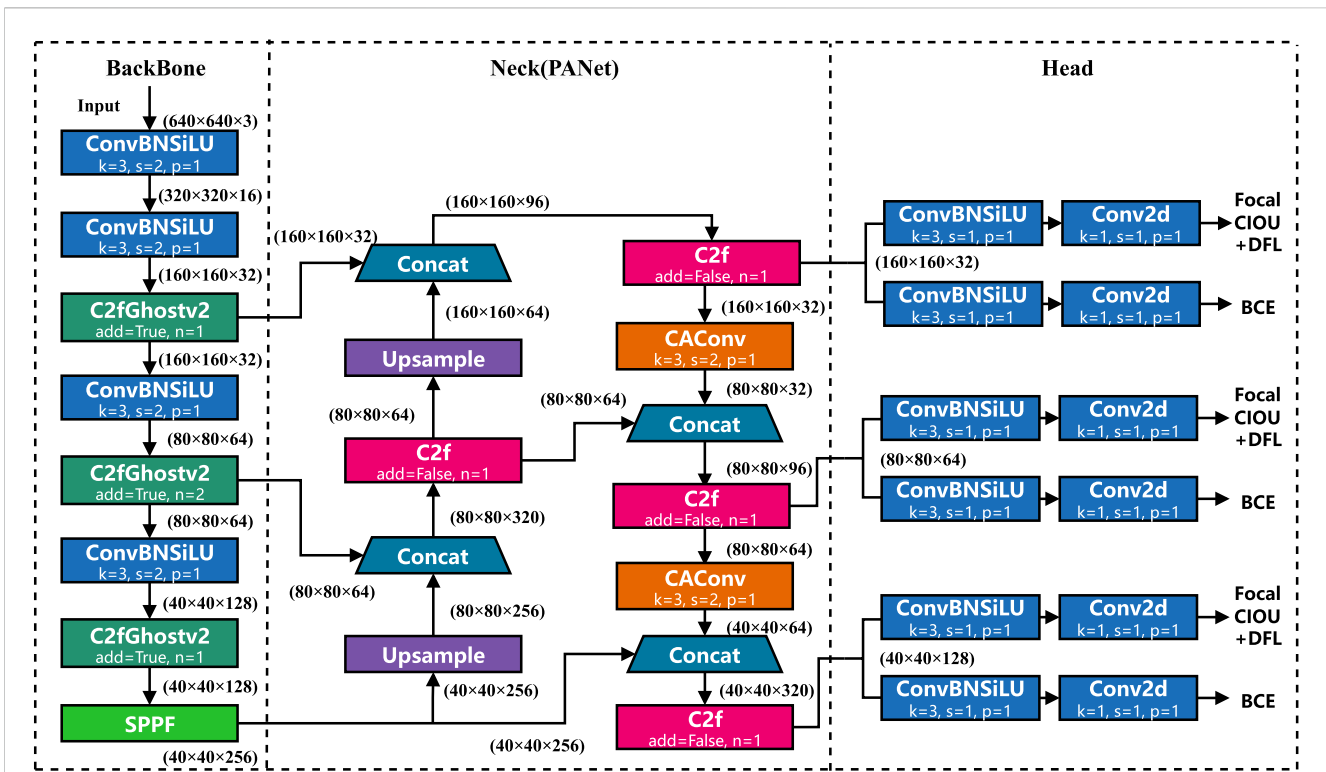 BackBone
Input
(640×640×3)
ConvBNSiLU
k=3, s=2, p=1
(320×320×16)
ConvBNSiLU
k=3, s=2, p=1
(160×160×32)
C2fGhostv2
add=True, n=1
(160×160×32)
ConvBNSiLU
k=3, s=2, p=1
(80×80×64)
C2fGhostv2
add=True, n=2
(80×80×64)
ConvBNSiLU
k=3, s=2, p=1
(40×40×128)
C2fGhostv2
add=True, n=1
(40×40×128)
SPPF
(40×40×256)
Neck(PANet)
(160×160×96)
(160×160×32)
Concat
(160×160×64)
Upsample
(80×80×64)
C2f
add=False, n=1
(80×80×320)
Concat
(80×80×64)
(80×80×256)
Upsample
(40×40×256)
(40×40×256)
C2f
add=False, n=1
(160×160×32)
CAConv
k=3, s=2, p=1
(80×80×32)
(80×80×64)
Concat
(80×80×96)
C2f
add=False, n=1
(80×80×64)
CAConv
k=3, s=2, p=1
(40×40×64)
Concat
(40×40×320)
C2f
add=False, n=1
Head
ConvBNSiLU
k=3, s=1, p=1
Conv2d
k=1, s=1, p=1
Focal
CIOU
+DFL
(160×160×32)
ConvBNSiLU
k=3, s=1, p=1
Conv2d
k=1, s=1, p=1
BCE
ConvBNSiLU
k=3, s=1, p=1
Conv2d
k=1, s=1, p=1
Focal
CIOU
+DFL
(80×80×64)
ConvBNSiLU
k=3, s=1, p=1
Conv2d
k=1, s=1, p=1
BCE
ConvBNSiLU
k=3, s=1, p=1
Conv2d
k=1, s=1, p=1
Focal
CIOU
+DFL
(40×40×128)
ConvBNSiLU
k=3, s=1, p=1
Conv2d
k=1, s=1, p=1
BCE